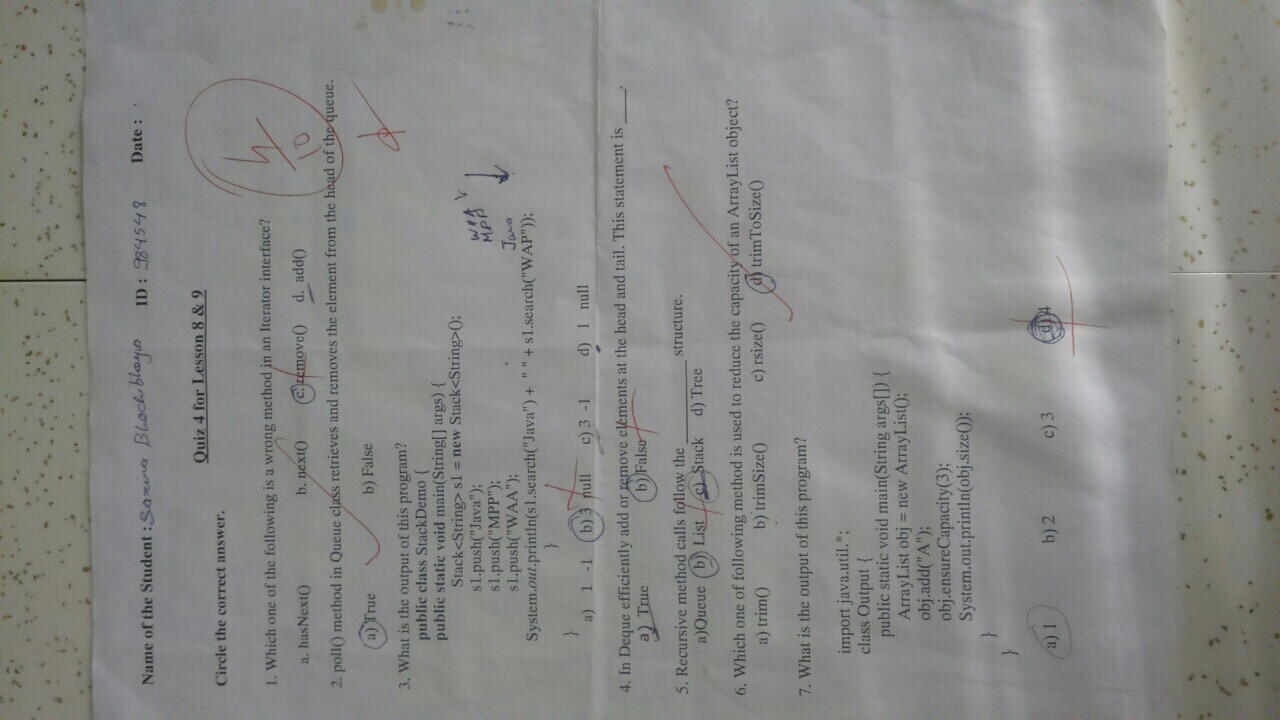 Name of the Student : ID : 984548 Date :
Quiz 4 for Lesson 8 & 9
Circle the correct answer.
4/10
1. Which one of the following is a wrong method in an Iterator interface?
a. hasNext() b. next() c. remove() d. add()
2. poll() method in Queue class retrieves and removes the element from the head of the queue.
a) True b) False
3. What is the output of this program?
public class StackDemo {
public static void main(String[] args) {
Stack<String> s1 = new Stack<String>();
s1.push("Java");
s1.push("MPP");
s1.push("WAA");
WAA
MPP
Java
System.out.println(s1.search("Java") + " " + s1.search("WAP"));
}
}
a) 1 -1 b) 3 null c) 3 -1 d) 1 null
4. In Deque efficiently add or remove elements at the head and tail. This statement is ____.
a) True b) False
5. Recursive method calls follow the __________ structure.
a)Queue b) List c) Stack d) Tree
6. Which one of following method is used to reduce the capacity of an ArrayList object?
a) trim() b) trimSize() c) rsize() d) trimToSize()
7. What is the output of this program?
import java.util.*;
class Output {
public static void main(String args[]) {
ArrayList obj = new ArrayList();
obj.add("A");
obj.ensureCapacity(3);
System.out.println(obj.size());
}
}
a) 1 b) 2 c) 3 d) 4